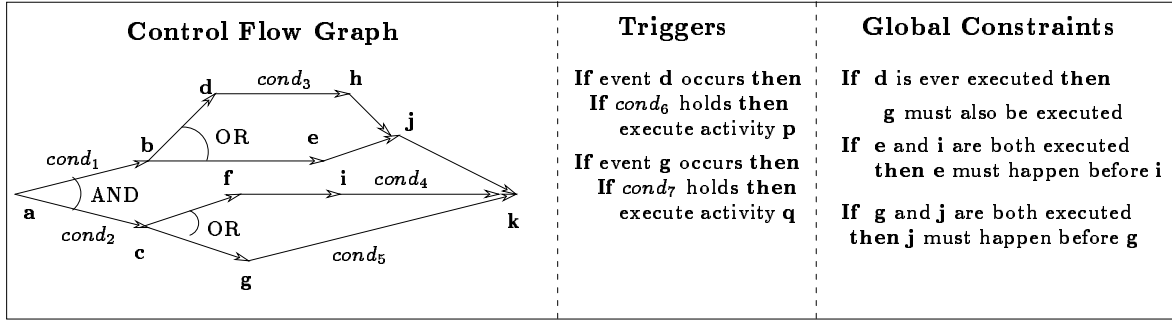 Control Flow Graph
d
cond3
h
OR
j
b
e
cond1
f
i
cond4
AND
a
k
OR
cond2
c
cond5
g
Triggers
If event d occurs then
If cond6 holds then
execute activity p
If event g occurs then
If cond7 holds then
execute activity q
Global Constraints
If d is ever executed then
g must also be executed
If e and i are both executed
then e must happen before i
If g and j are both executed
then j must happen before g